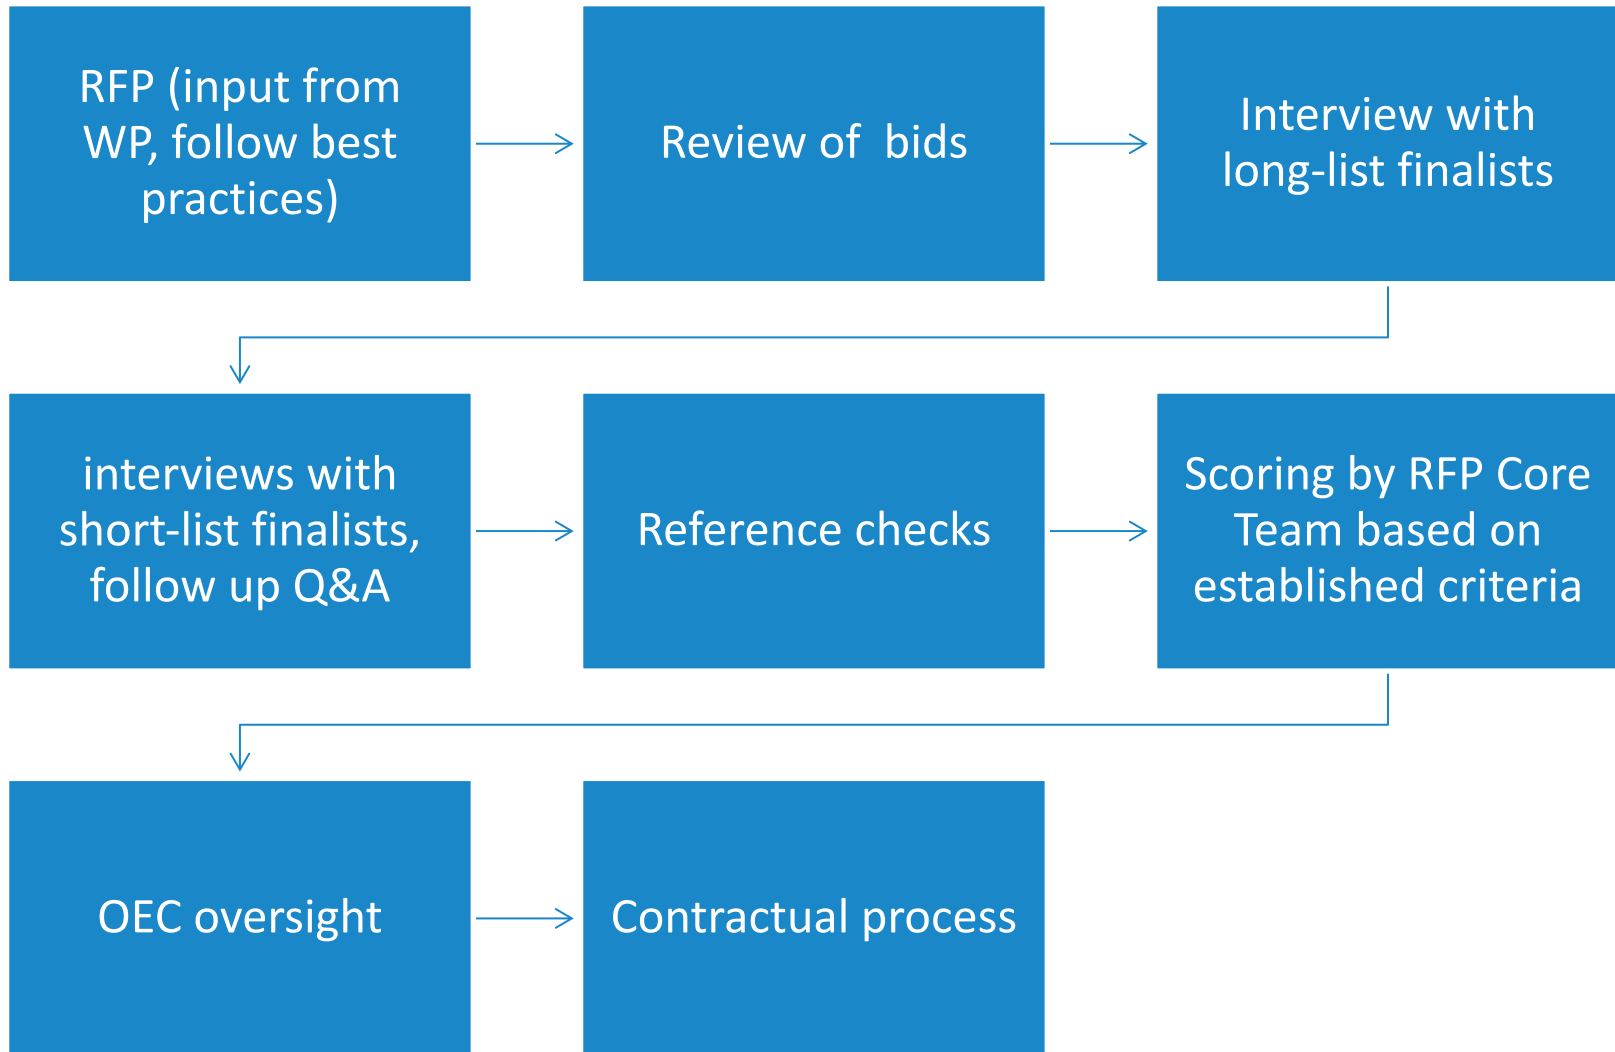 RFP (input from
WP, follow best
practices)
Review of  bids
Interview with
long-list finalists
interviews with
short-list finalists,
follow up Q&A
Reference checks
Scoring by RFP Core
Team based on
established criteria
OEC oversight
Contractual process